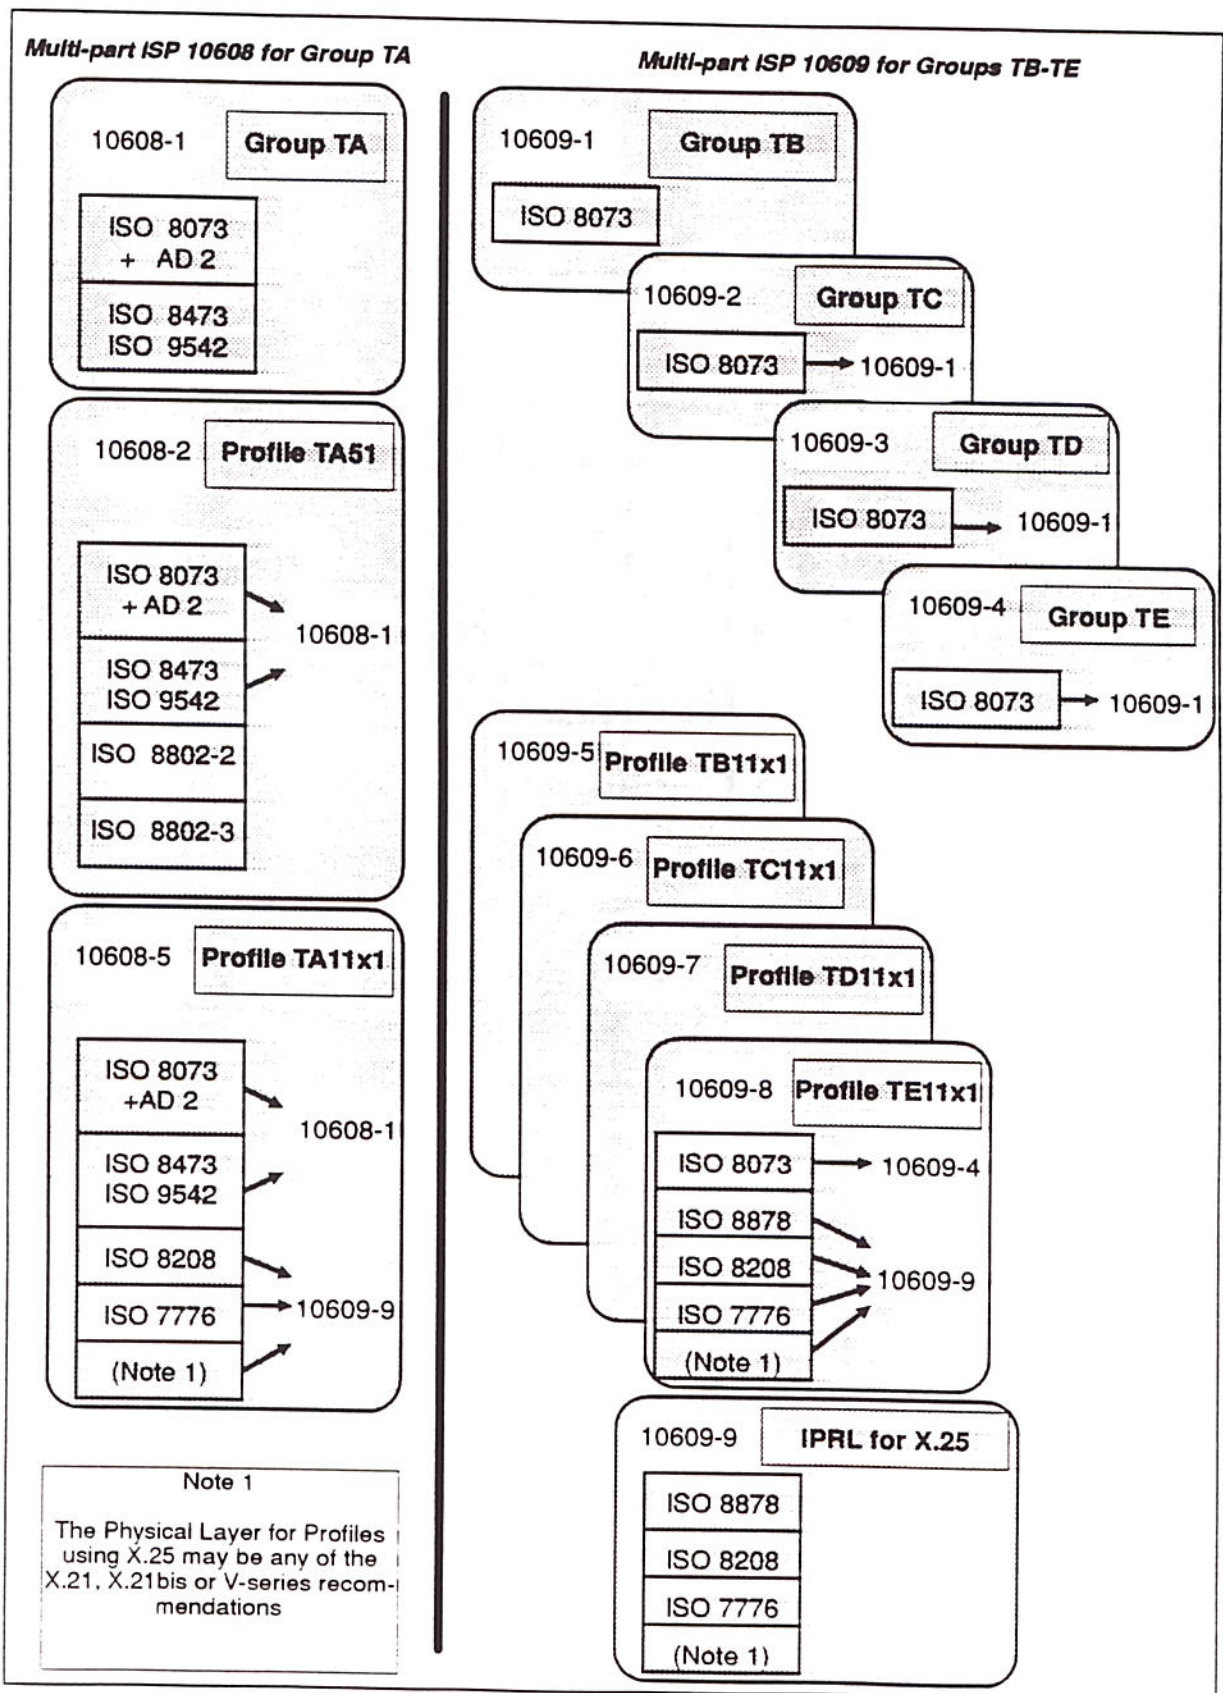 Multi-part ISP 10608 for Group TA
10608-1
Group TA
ISO 8073
+ AD 2
ISO 8473
ISO 9542
10608-2
Profile TA51
ISO 8073
+ AD 2
10608-1
ISO 8473
ISO 9542
ISO 8802-2
ISO 8802-3
10608-5
Profile TA11x1
ISO 8073
+AD 2
10608-1
ISO 8473
ISO 9542
ISO 8208
ISO 7776
10609-9
(Note 1)
Note 1
The Physical Layer for Profiles
using X.25 may be any of the
X.21, X.21bis or V-series recom-
mendations
Multi-part ISP 10609 for Groups TB-TE
10609-1
Group TB
ISO 8073
10609-2
Group TC
ISO 8073
10609-1
10609-3
Group TD
ISO 8073
10609-1
10609-4
Group TE
ISO 8073
10609-1
10609-5
Profile TB11x1
10609-6
Profile TC11x1
10609-7
Profile TD11x1
10609-8
Profile TE11x1
ISO 8073
10609-4
ISO 8878
ISO 8208
10609-9
ISO 7776
(Note 1)
10609-9
IPRL for X.25
ISO 8878
ISO 8208
ISO 7776
(Note 1)